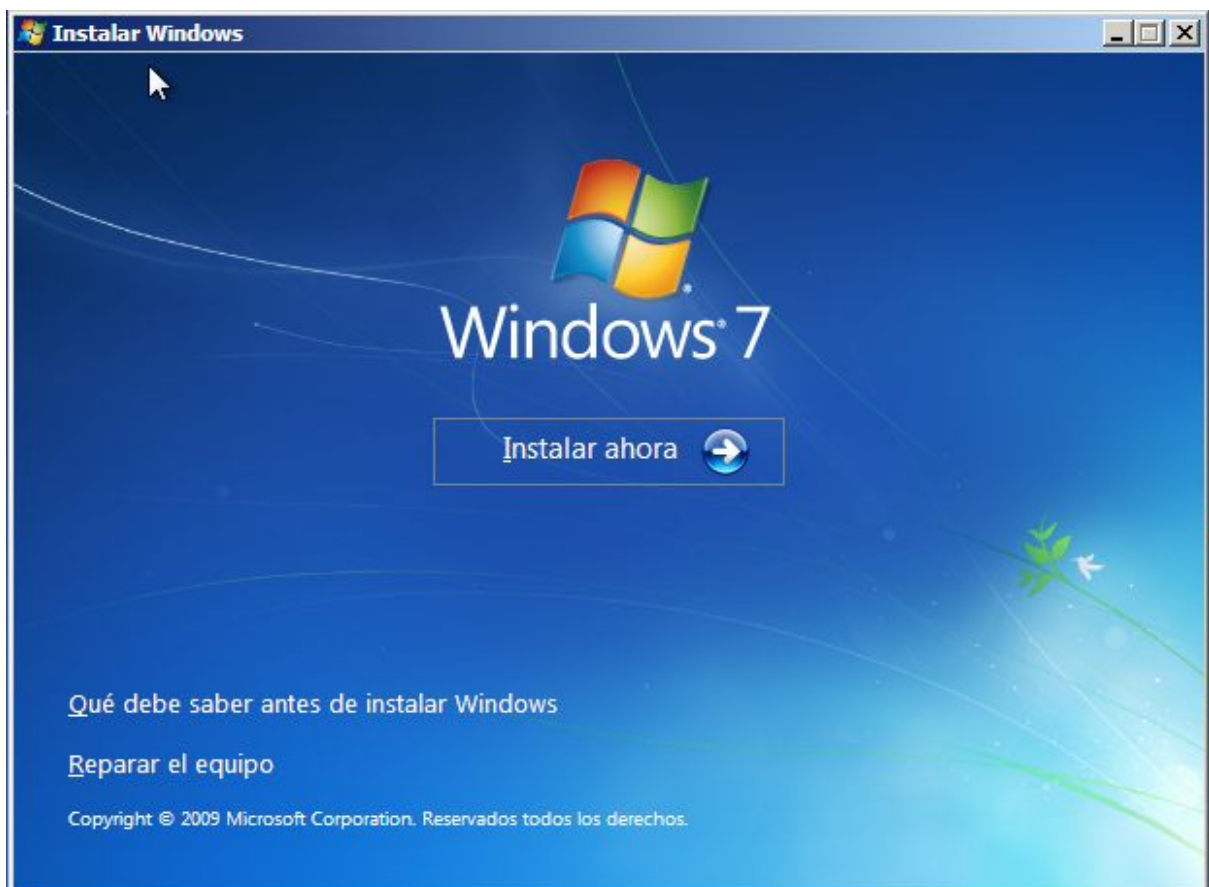 Instalar Windows
Windows® 7
Instalar ahora
Qué debe saber antes de instalar Windows
Reparar el equipo
Copyright © 2009 Microsoft Corporation. Reservados todos los derechos.